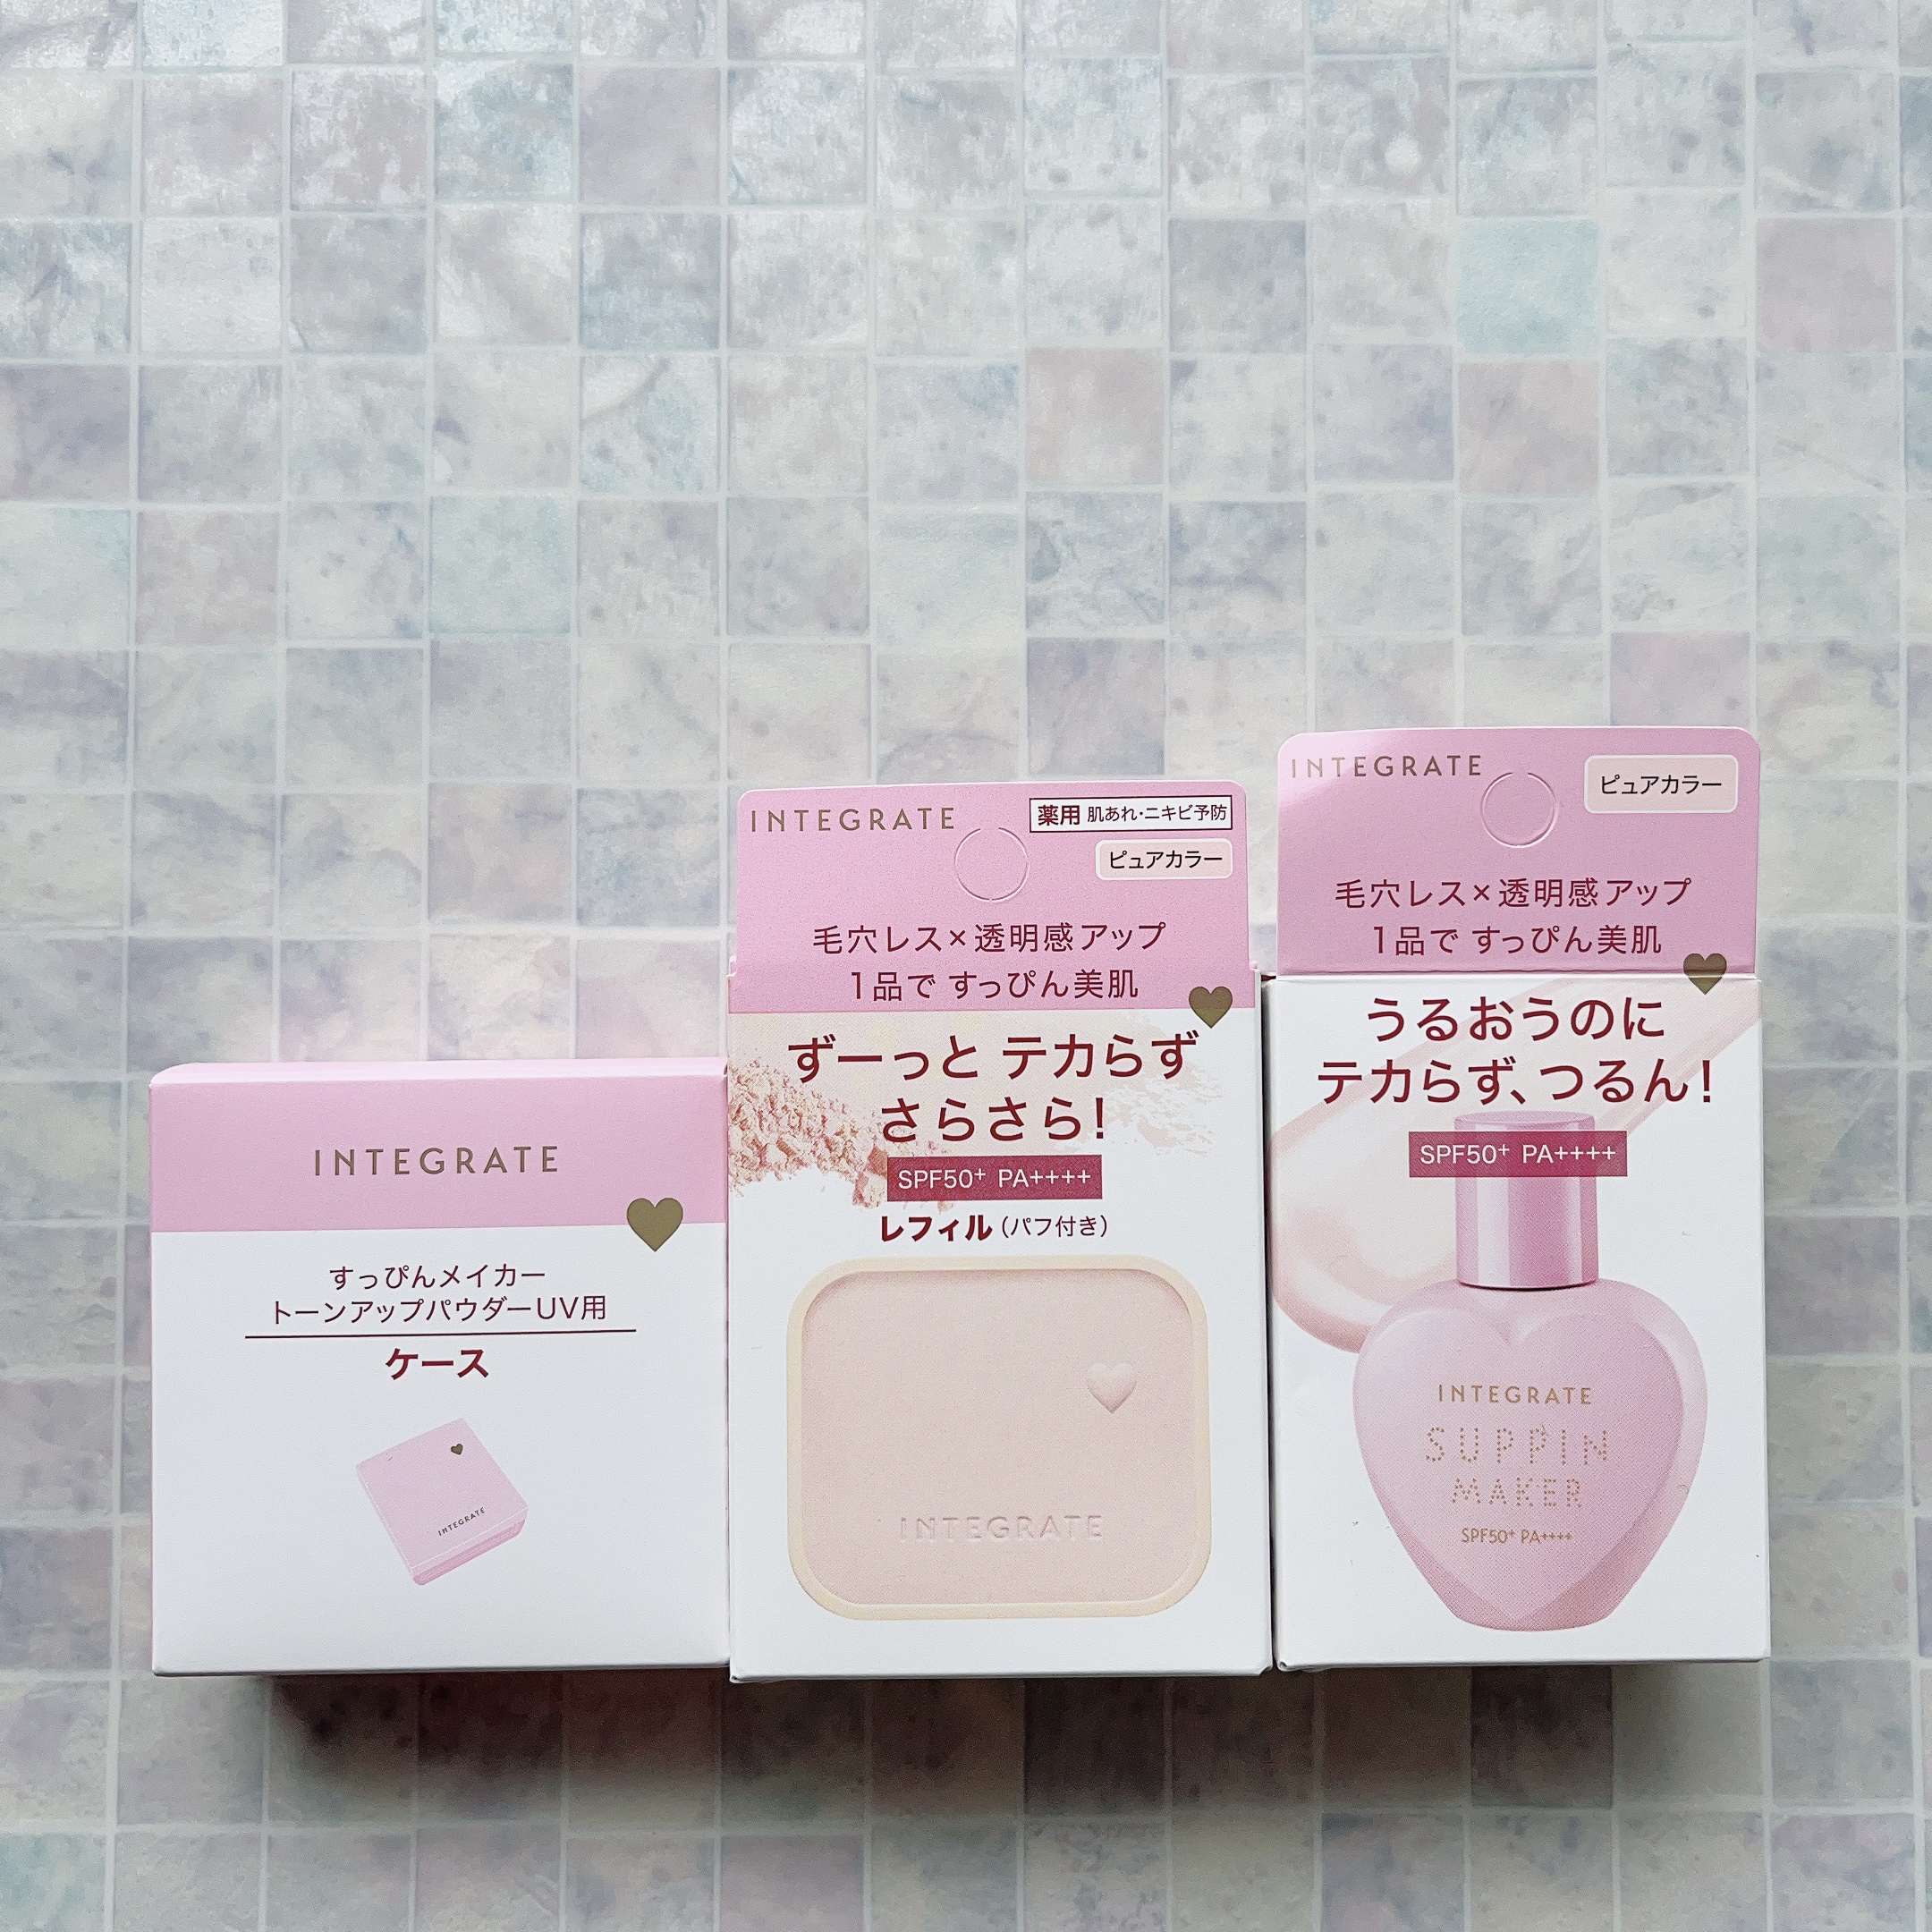 INTEGRATE
すっぴんメイカー
トーンアップパウダーUV用
ケース
INTEGRATE
INTEGRATE
薬用 肌あれ・ニキビ予防
ピュアカラー
毛穴レス×透明感アップ
1品で すっぴん美肌
ずーっと テカらず
さらさら!
SPF50+ PA++++
レフィル(パフ付き)
INTEGRATE
INTEGRATE
ピュアカラー
毛穴レス×透明感アップ
1品で すっぴん美肌
うるおうのに
テカらず、つるん!
SPF50+ PA++++
INTEGRATE
SUPPIN
MAKER
SPF50+ PA++++